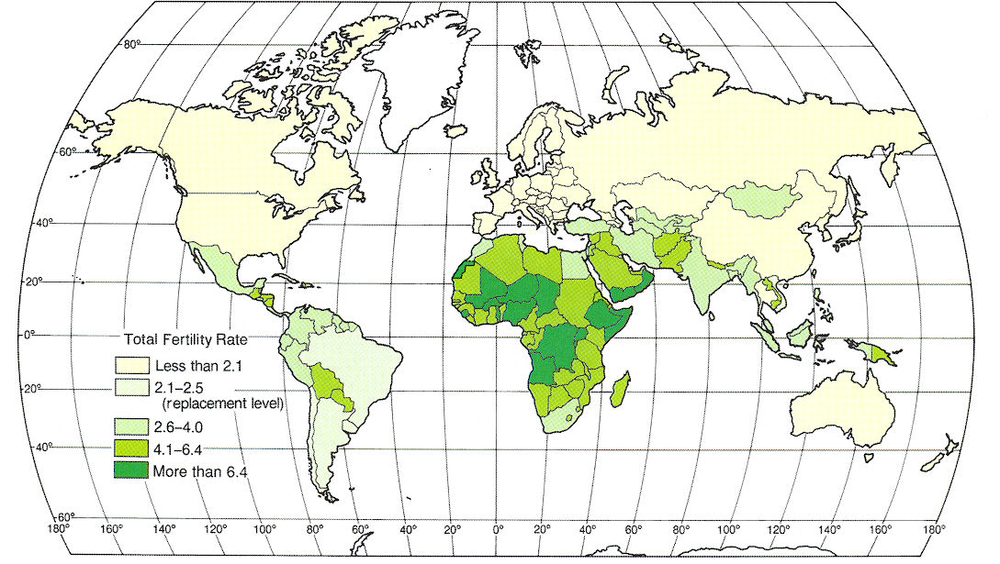 80°
60°
40°
20°
0°
20°
40°
60°
Total Fertility Rate
Less than 2.1
2.1–2.5
(replacement level)
2.6–4.0
4.1–6.4
More than 6.4
180° 160° 140° 120° 100° 80° 60° 40° 20° 0° 20° 40° 60° 80° 100° 120° 140° 160° 180°